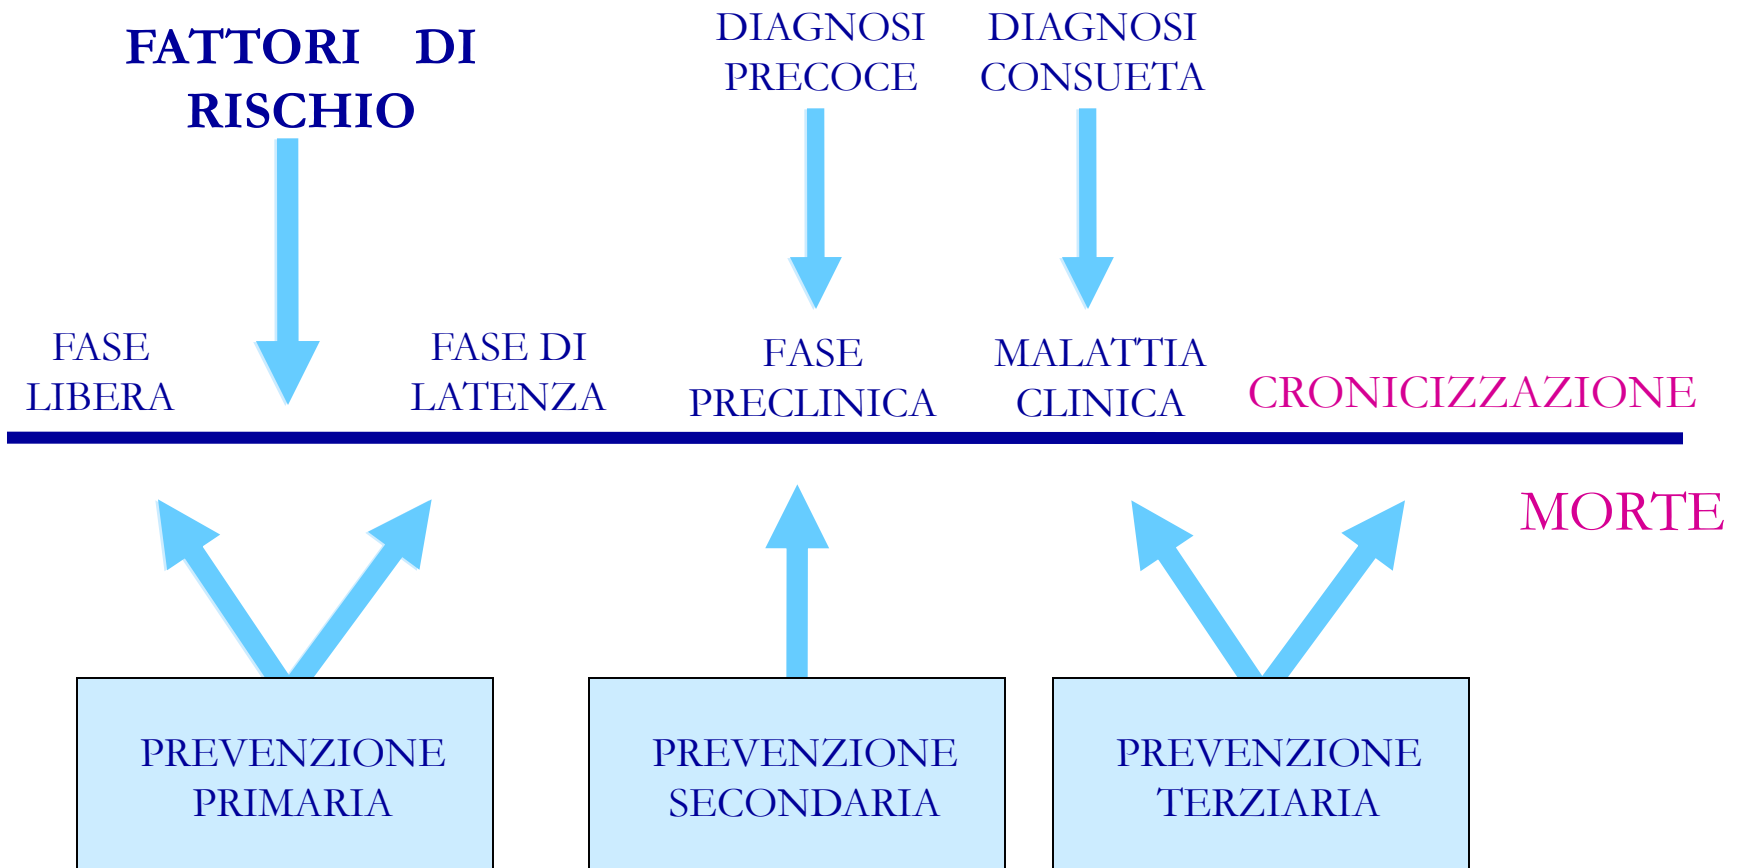 FATTORI DI
RISCHIO
DIAGNOSI
PRECOCE
DIAGNOSI
CONSUETA
FASE
LIBERA
FASE DI
LATENZA
FASE
PRECLINICA
MALATTIA
CLINICA
CRONICIZZAZIONE
MORTE
PREVENZIONE
PRIMARIA
PREVENZIONE
SECONDARIA
PREVENZIONE
TERZIARIA